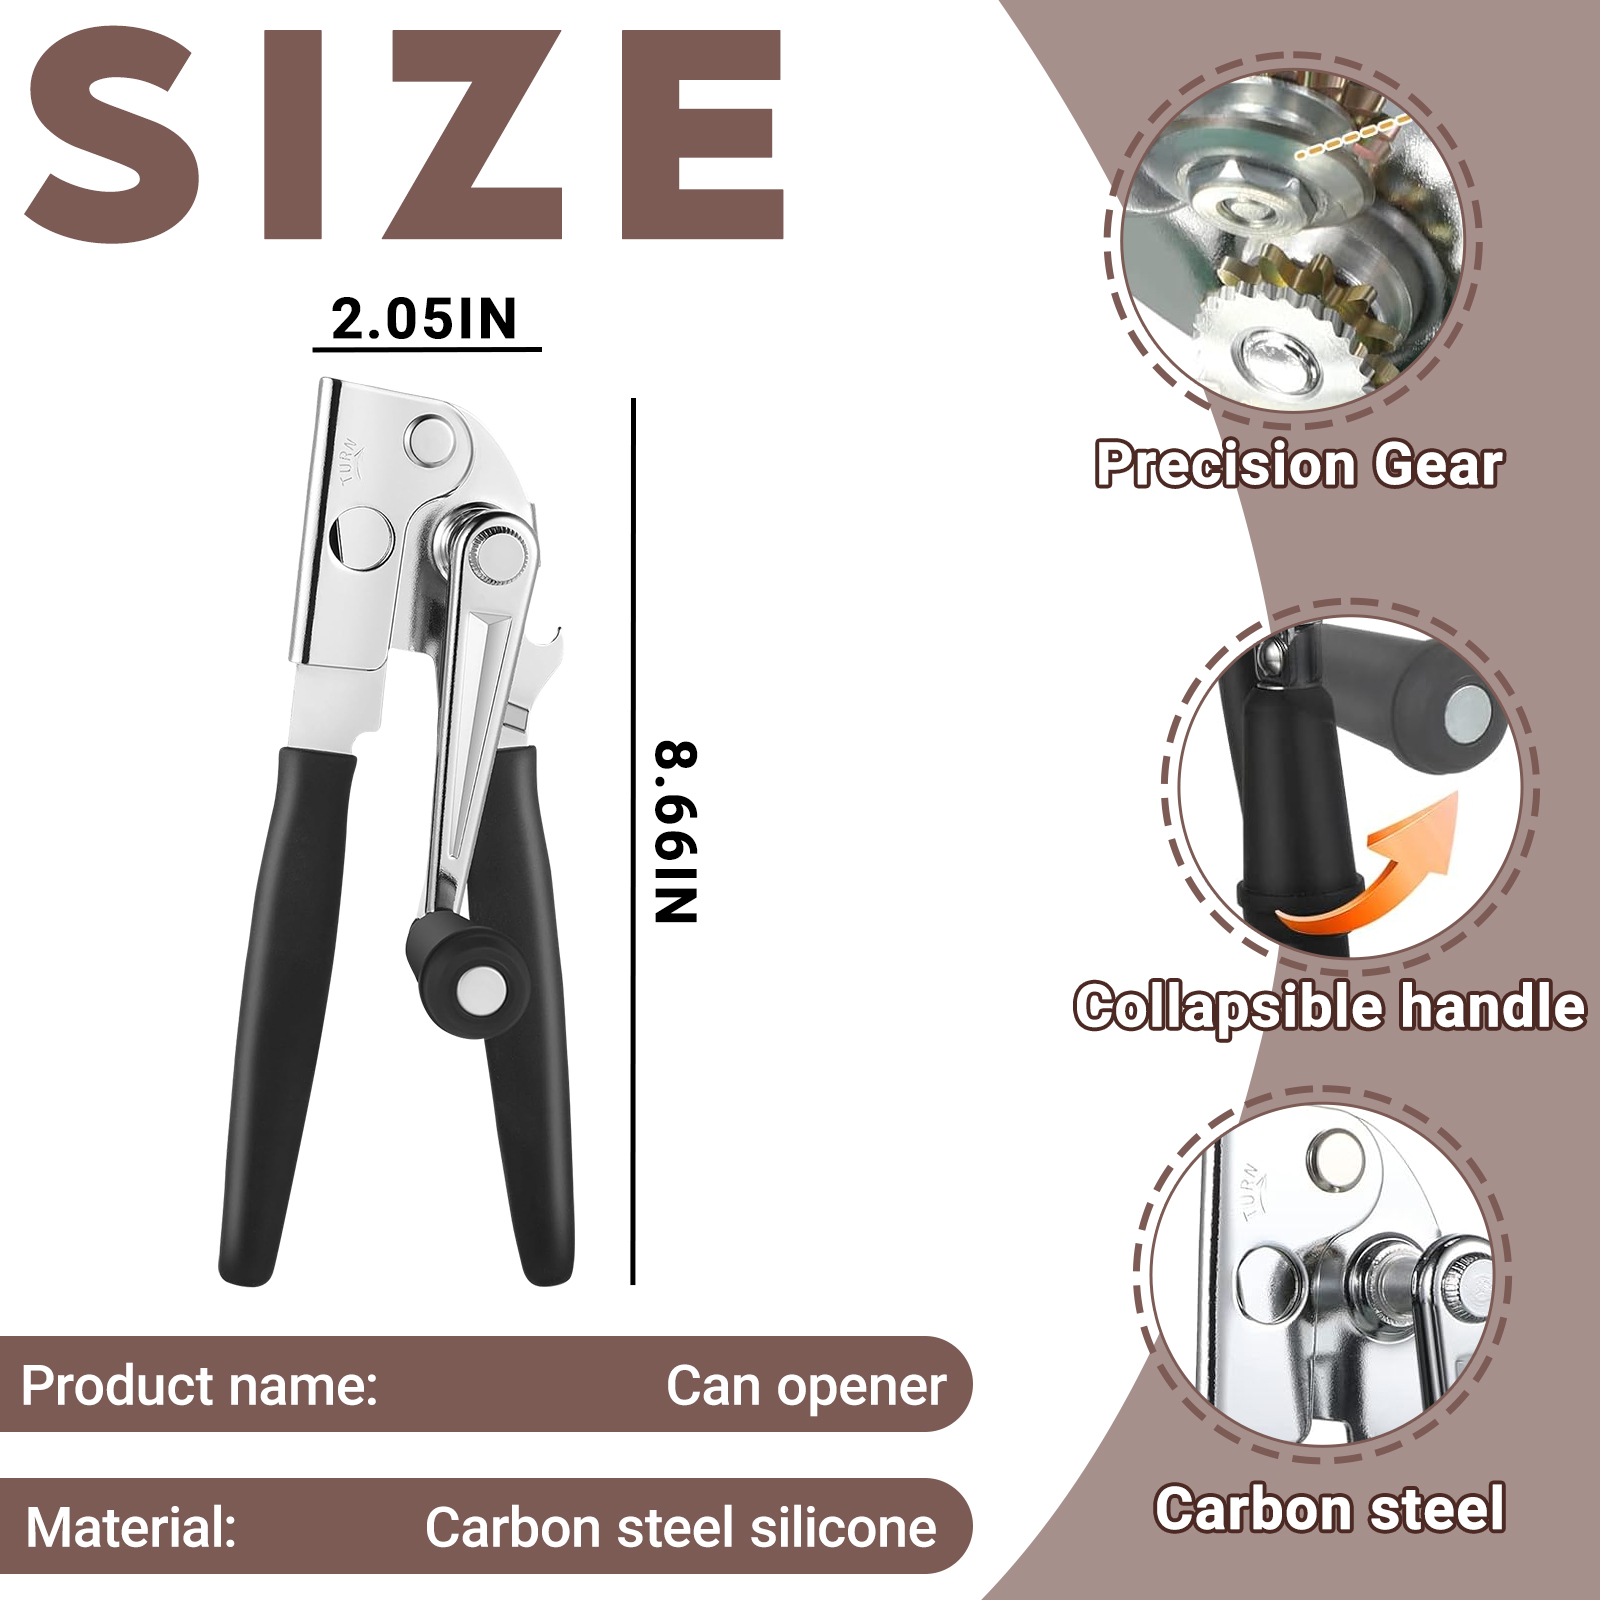 SIZE
2.05IN
TURN
8.66IN
Precision Gear
Collapsible handle
TURN
Carbon steel
Product name: Can opener
Material: Carbon steel silicone